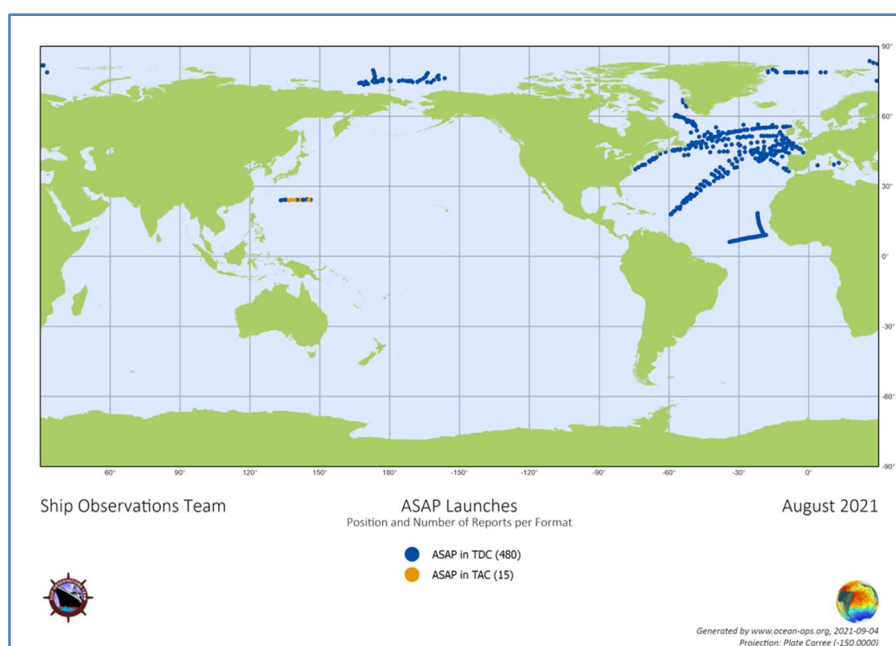 90°
60°
30°
0°
-30°
-60°
-90°
60° 90° 120° 150° -150° -120° -90° -60° -30° 0°
Ship Observations Team ASAP Launches August 2021
Position and Number of Reports per Format
ASAP in TDC (480)
ASAP in TAC (15)
Generated by www.ocean-ops.org, 2021-09-04
Projection: Plate Carree (-150.0000)